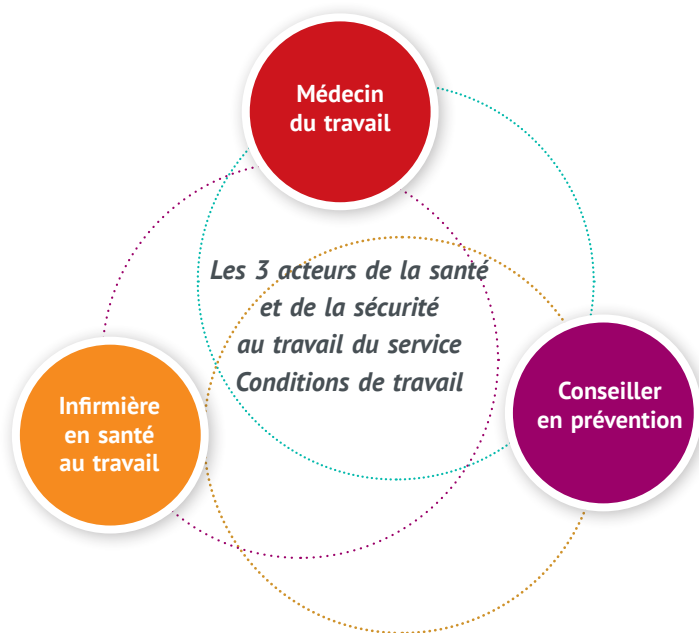 Médecin
du travail
Les 3 acteurs de la santé
et de la sécurité
au travail du service
Conditions de travail
Infirmière
en santé
au travail
Conseiller
en prévention